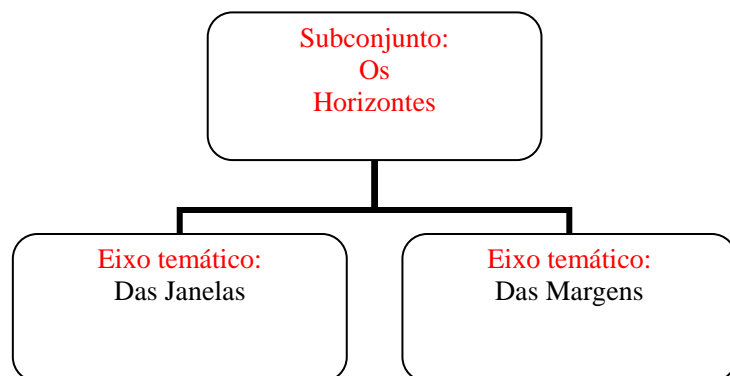 Subconjunto:
Os
Horizontes
Eixo temático:
Das Janelas
Eixo temático:
Das Margens